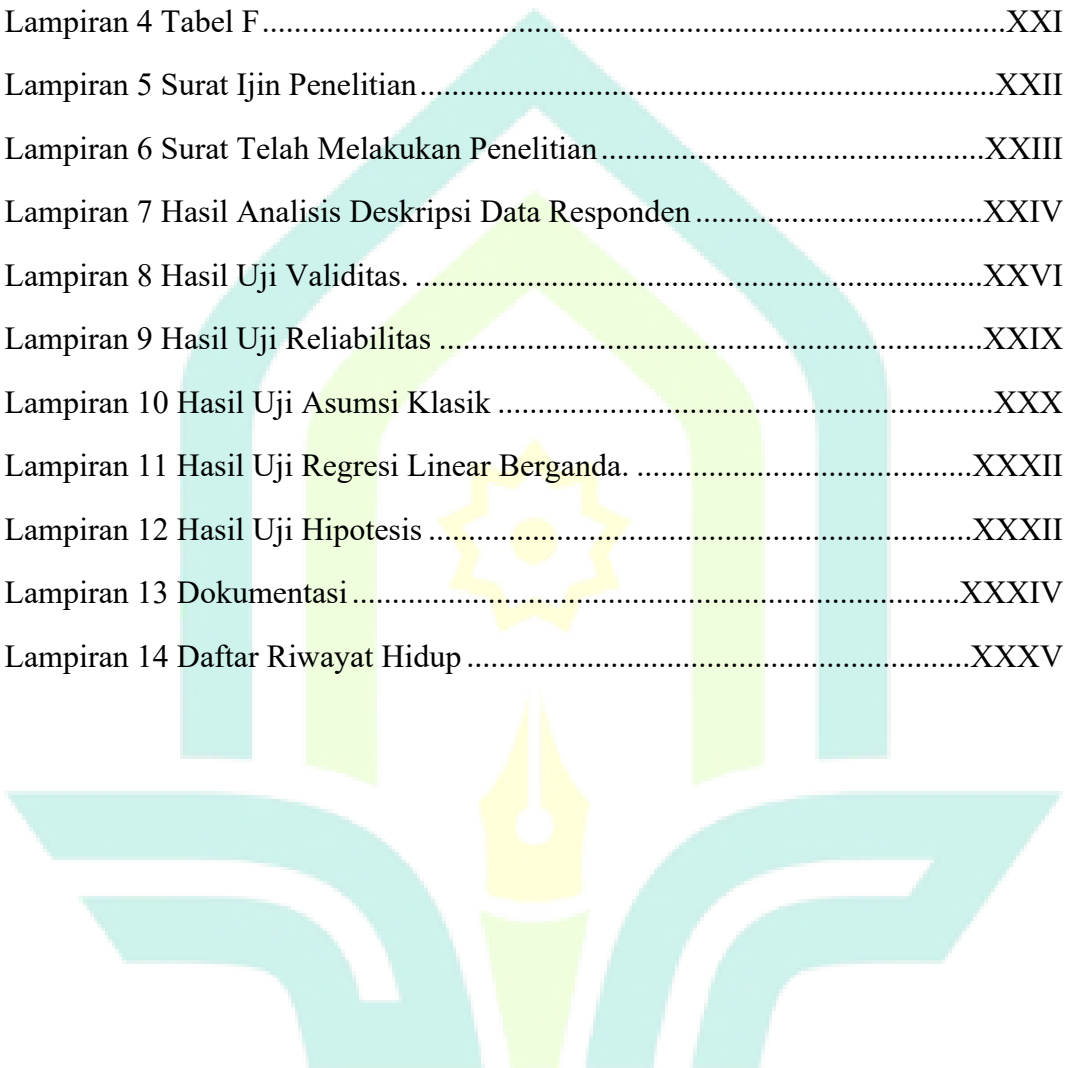 Lampiran 4 Tabel F..............................................................................................XXI
Lampiran 5 Surat Ijin Penelitian.........................................................................XXII
Lampiran 6 Surat Telah Melakukan Penelitian.................................................XXIII
Lampiran 7 Hasil Analisis Deskripsi Data Responden.....................................XXIV
Lampiran 8 Hasil Uji Validitas. ........................................................................XXVI
Lampiran 9 Hasil Uji Reliabilitas .....................................................................XXIX
Lampiran 10 Hasil Uji Asumsi Klasik ...............................................................XXX
Lampiran 11 Hasil Uji Regresi Linear Berganda. ...........................................XXXII
Lampiran 12 Hasil Uji Hipotesis .....................................................................XXXII
Lampiran 13 Dokumentasi .............................................................................XXXIV
Lampiran 14 Daftar Riwayat Hidup ................................................................XXXV